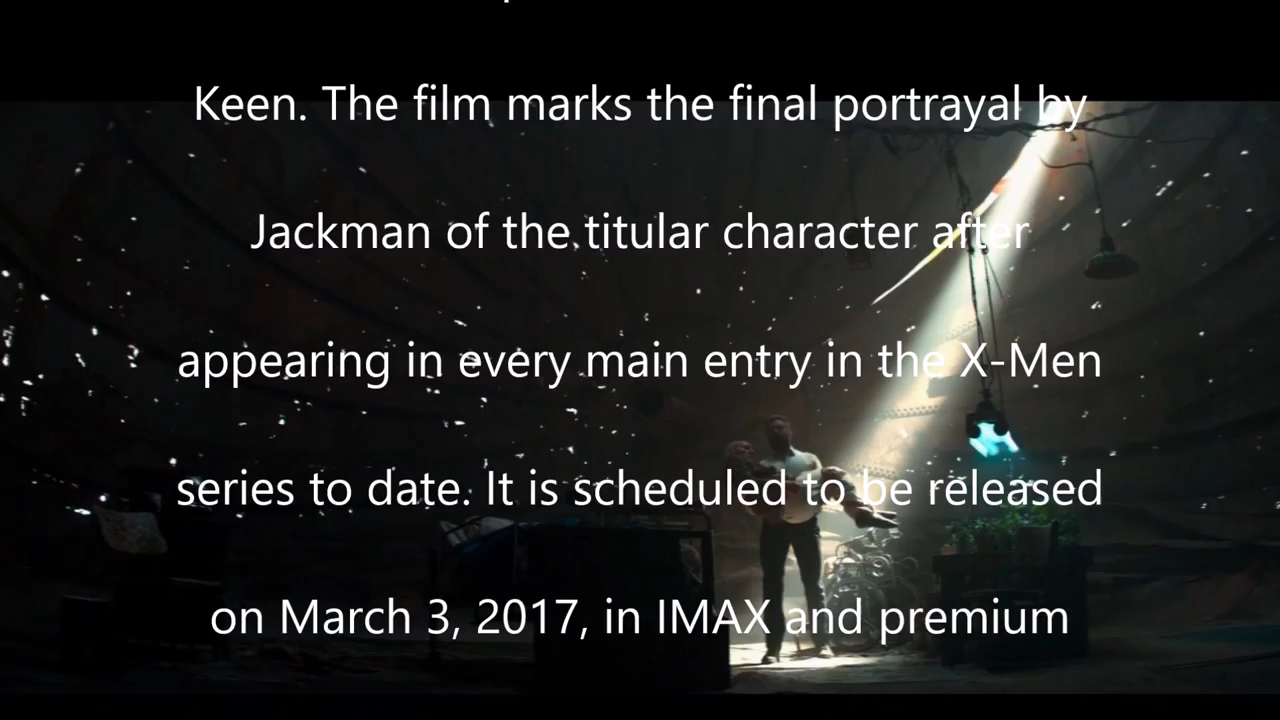 Keen. The film marks the final portrayal by
Jackman of the titular character after
appearing in every main entry in the X-Men
series to date. It is scheduled to be released
on March 3, 2017, in IMAX and premium